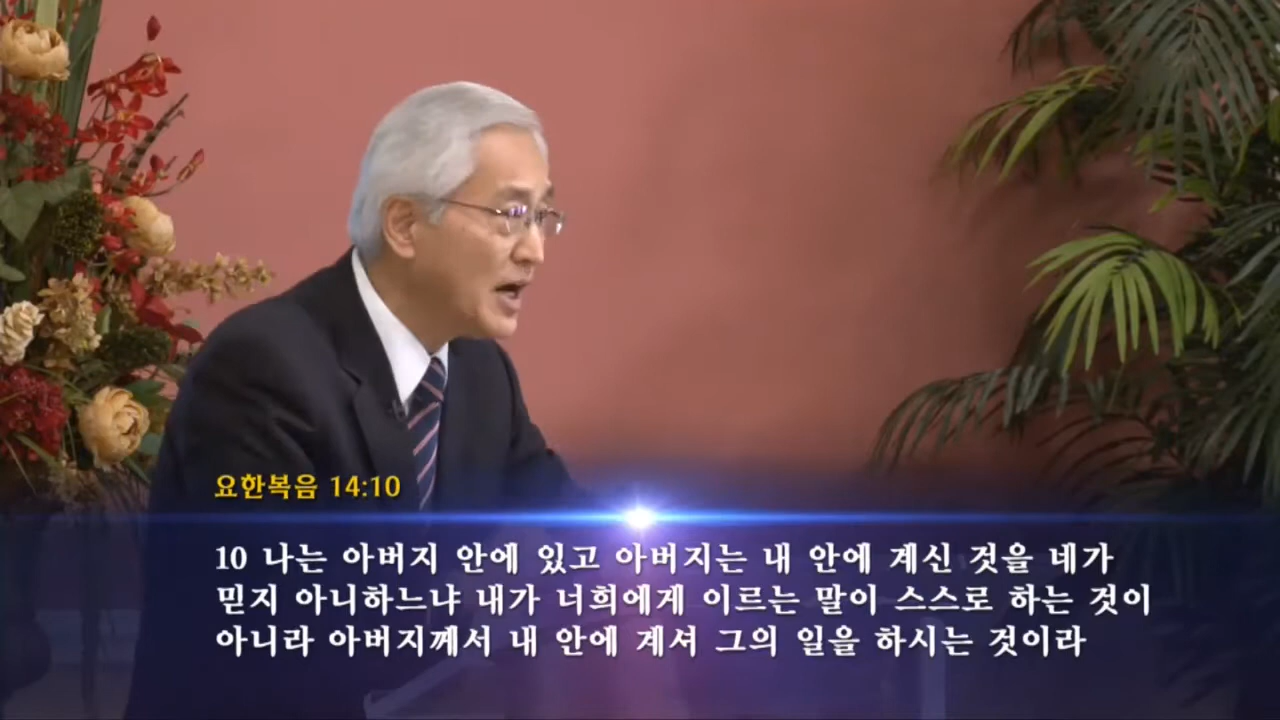 요한복음 14:10
10 나는 아버지 안에 있고 아버지는 내 안에 계신 것을 네가
믿지 아니하느냐 내가 너희에게 이르는 말이 스스로 하는 것이
아니라 아버지께서 내 안에 계셔 그의 일을 하시는 것이라